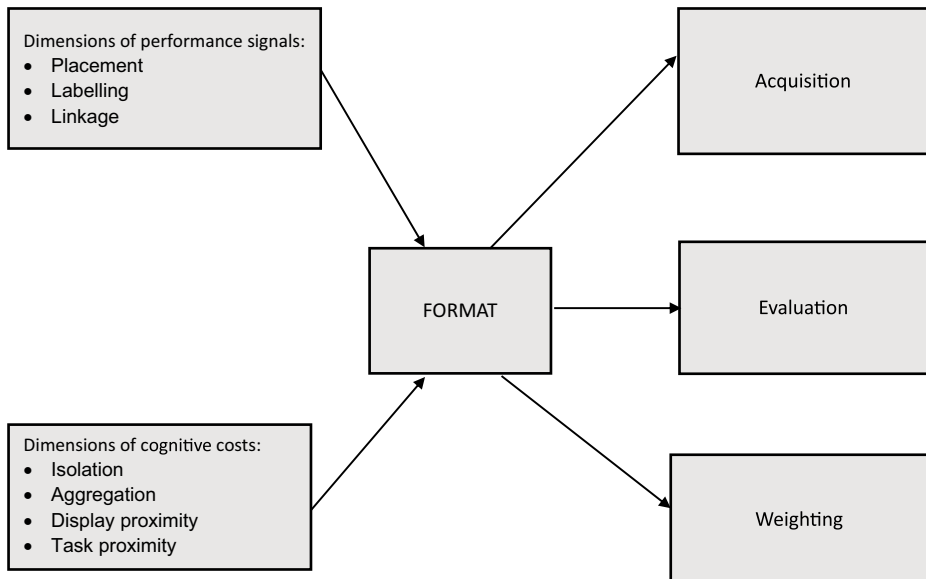 Dimensions of performance signals:
• Placement
• Labelling
• Linkage
Acquisition
FORMAT
Evaluation
Dimensions of cognitive costs:
• Isolation
• Aggregation
• Display proximity
• Task proximity
Weighting